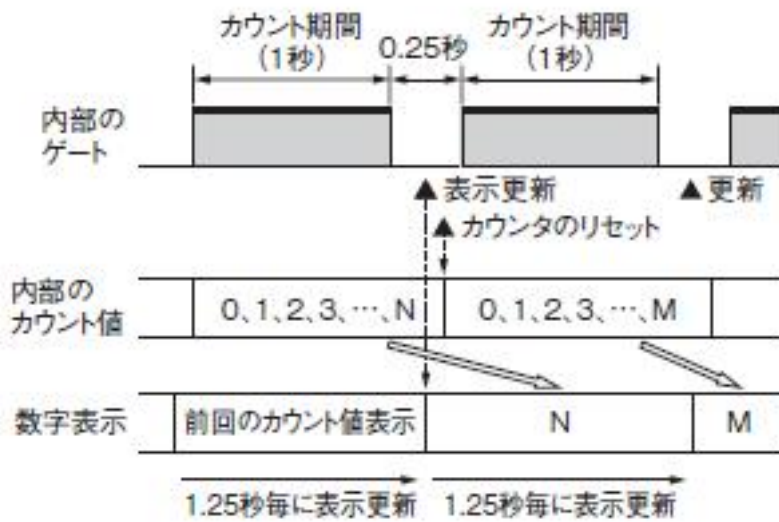 カウント期間
(1秒)
0.25秒
カウント期間
(1秒)
内部の
ゲート
▲表示更新
▲更新
▲カウンタのリセット
内部の
カウント値
0、1、2、3、…、N
0、1、2、3、…、M
数字表示
前回のカウント値表示
N
M
1.25秒毎に表示更新
1.25秒毎に表示更新